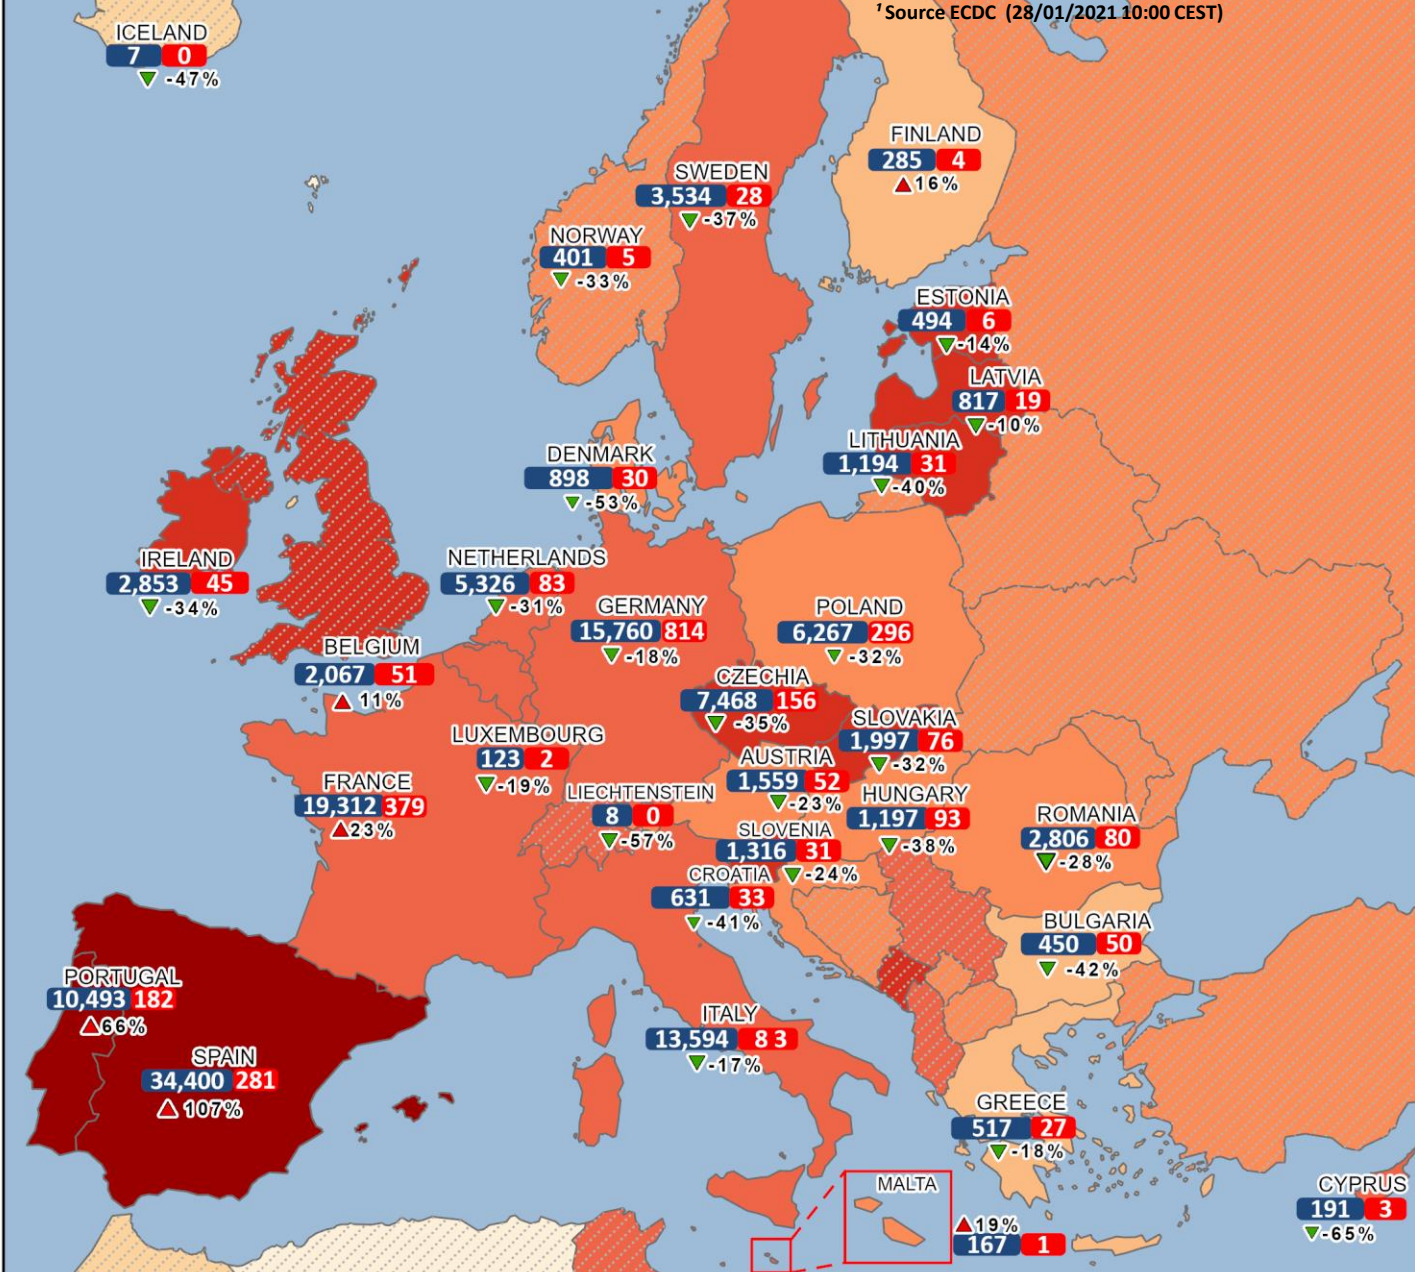 ¹ Source ECDC (28/01/2021 10:00 CEST)
ICELAND
7 0
-47%
FINLAND
285 4
16%
SWEDEN
3,534 28
-37%
NORWAY
401 5
-33%
ESTONIA
494 6
-14%
LATVIA
817 19
-10%
LITHUANIA
1,194 31
-40%
DENMARK
898 30
-53%
IRELAND
2,853 45
-34%
NETHERLANDS
5,326 83
-31%
GERMANY
15,760 814
-18%
POLAND
6,267 296
-32%
BELGIUM
2,067 51
11%
CZECHIA
7,468 156
-35%
SLOVAKIA
1,997 76
-32%
LUXEMBOURG
123 2
-19%
AUSTRIA
1,559 52
-23%
FRANCE
19,312 379
23%
LIECHTENSTEIN
8 0
-57%
HUNGARY
1,197 93
-38%
ROMANIA
2,806 80
-28%
SLOVENIA
1,316 31
-24%
CROATIA
631 33
-41%
BULGARIA
450 50
-42%
PORTUGAL
10,493 182
66%
ITALY
13,594 8 3
-17%
SPAIN
34,400 281
107%
GREECE
517 27
-18%
MALTA
19%
167 1
CYPRUS
191 3
-65%